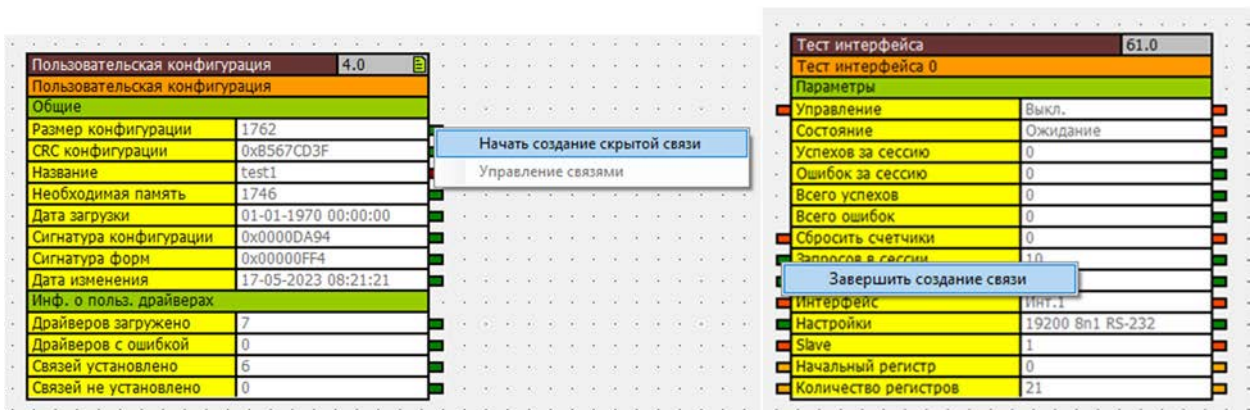 Пользовательская конфигурация 4.0
Пользовательская конфигурация
Общие
Размер конфигурации 1762
CRC конфигурации 0xB567CD3F
Название test1
Необходимая память 1746
Дата загрузки 01-01-1970 00:00:00
Сигнатура конфигурации 0x0000DA94
Сигнатура форм 0x00000FF4
Дата изменения 17-05-2023 08:21:21
Инф. о польз. драйверах
Драйверов загружено 7
Драйверов с ошибкой 0
Связей установлено 6
Связей не установлено 0
Начать создание скрытой связи
Управление связями
Тест интерфейса 61.0
Тест интерфейса 0
Параметры
Управление Выкл.
Состояние Ожидание
Успехов за сессию 0
Ошибок за сессию 0
Всего успехов 0
Всего ошибок 0
Сбросить счетчики 0
Запросов в сессии 10
Завершить создание связи
Интерфейс Инт.1
Настройки 19200 8n1 RS-232
Slave 1
Начальный регистр 0
Количество регистров 21